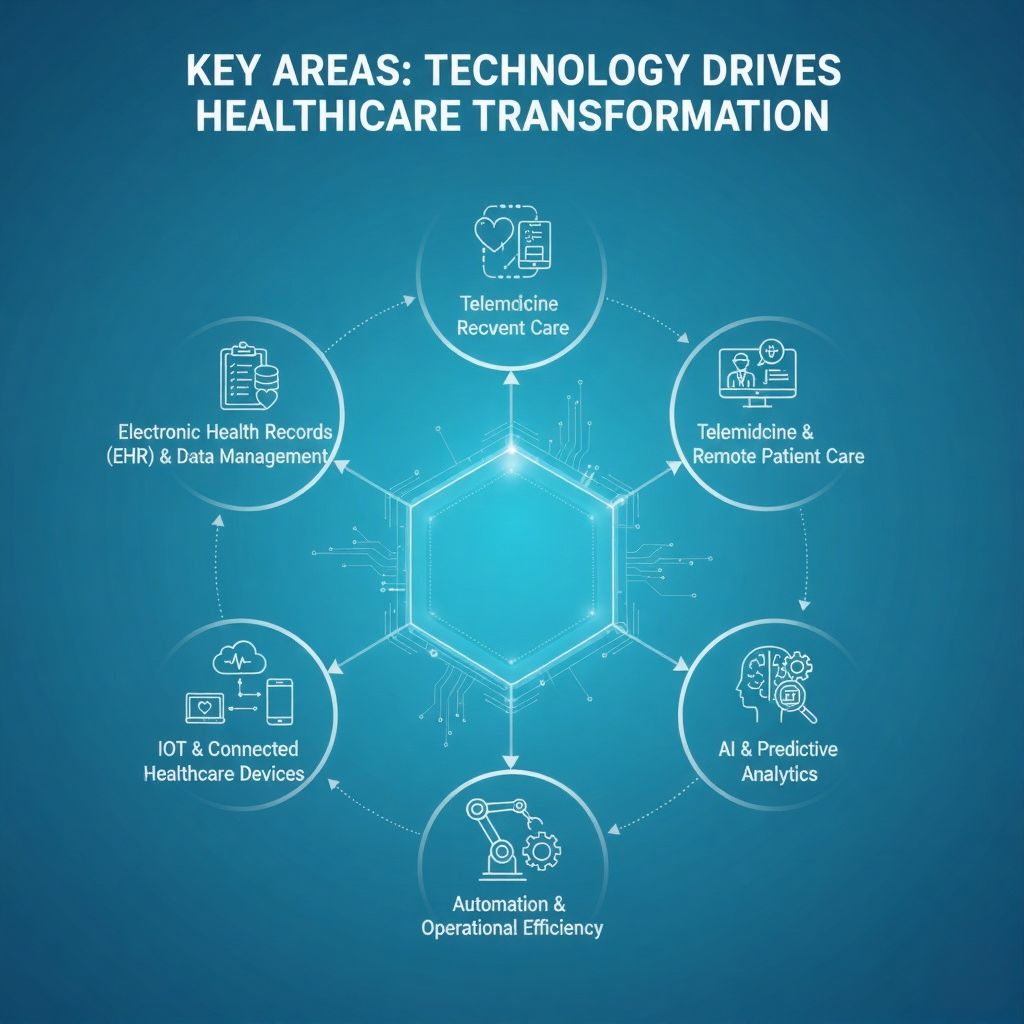 KEY AREAS: TECHNOLOGY DRIVES
HEALTHICARE TRANSFORMATION
Telemdcine
Recvent Care
Electronic Health Records
(EHR) & Data Management
Telemidcine &
Remote Patient Care
IOT & Connected
Healthcare Devices
AI & Predictive
Analytics
Automation &
Operational Efficiency